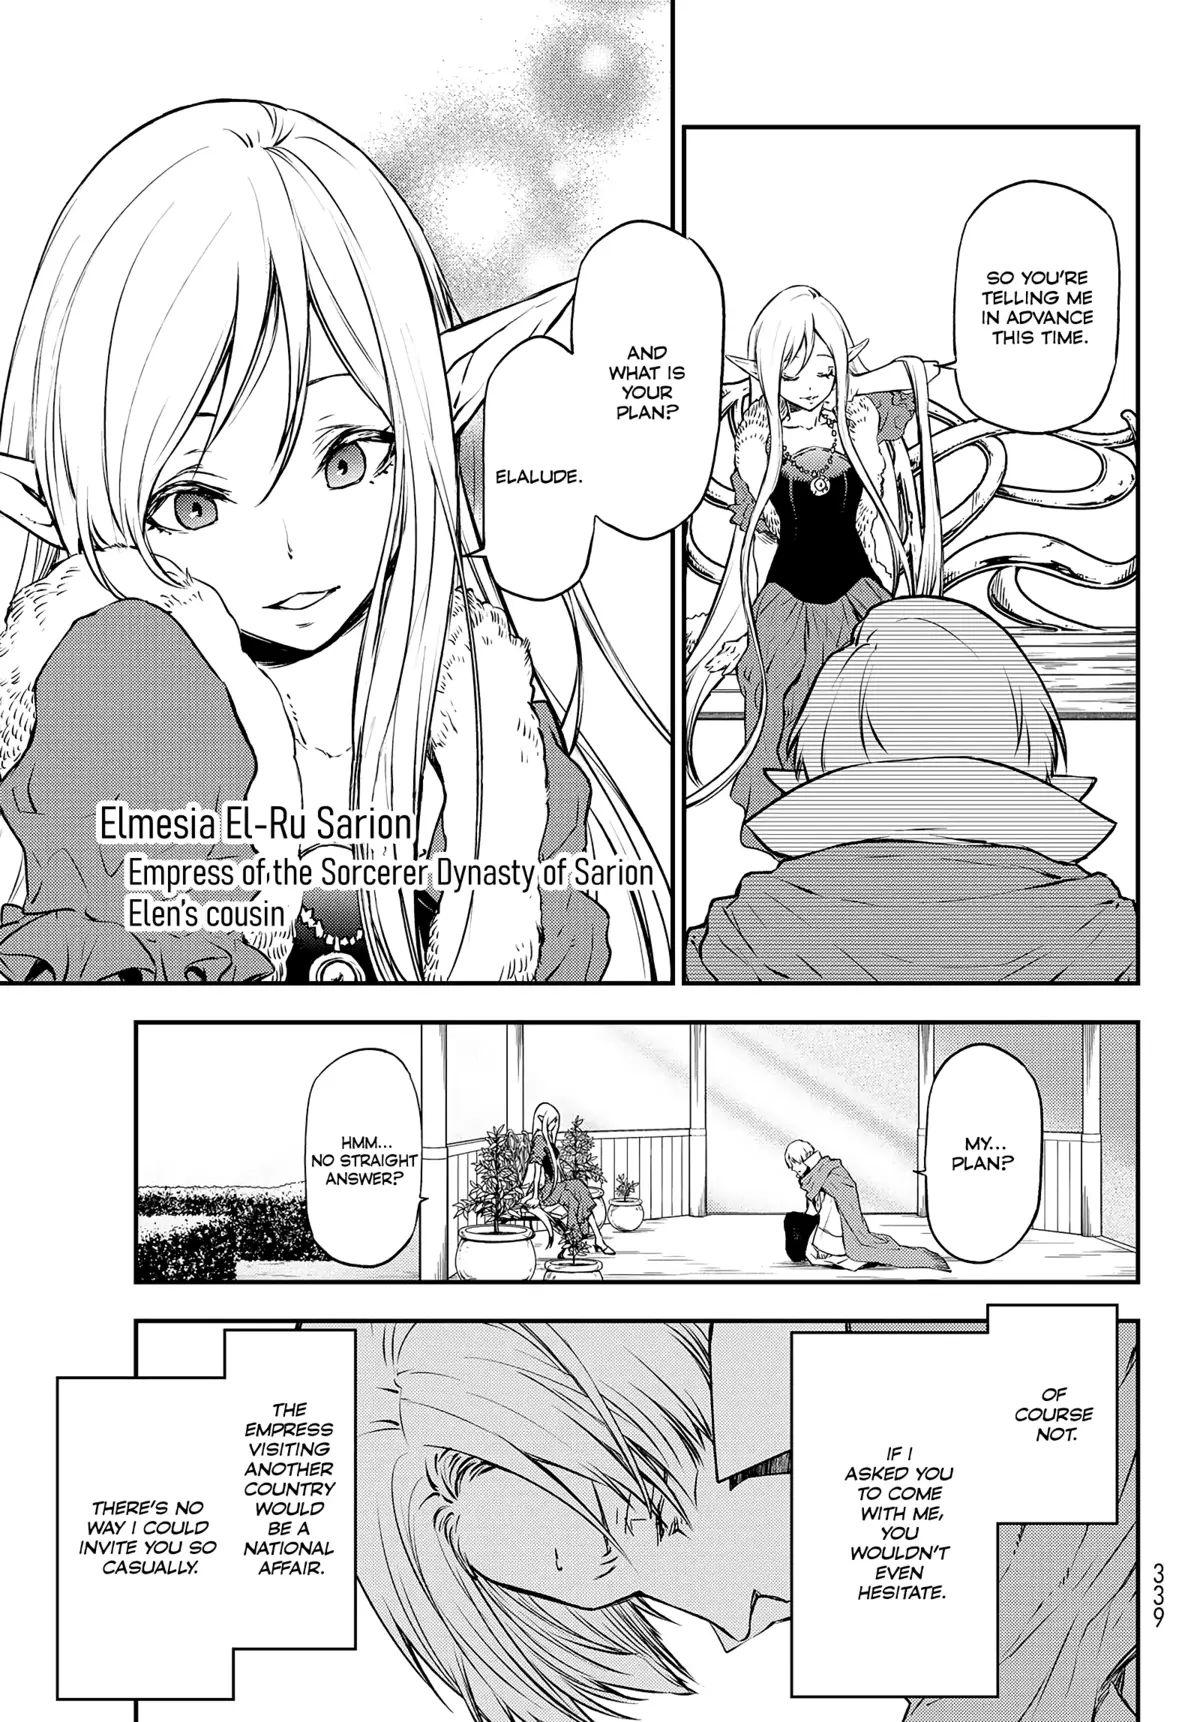 SO YOU'RE
TELLING ME
IN ADVANCE
THIS TIME.
AND
WHAT IS
YOUR
PLAN?
ELALUDE.
Elmesia El-Ru Sarion
Empress of the Sorcerer Dynasty of Sarion
Elen's cousin
MY...
PLAN?
HMM...
NO STRAIGHT
ANSWER?
OF
COURSE
NOT.
IF I
ASKED YOU
TO COME
WITH ME,
YOU
WOULDN'T
EVEN
HESITATE.
THE
EMPRESS
VISITING
ANOTHER
COUNTRY
WOULD
BE A
NATIONAL
AFFAIR.
THERE'S NO
WAY I COULD
INVITE YOU SO
CASUALLY.
339